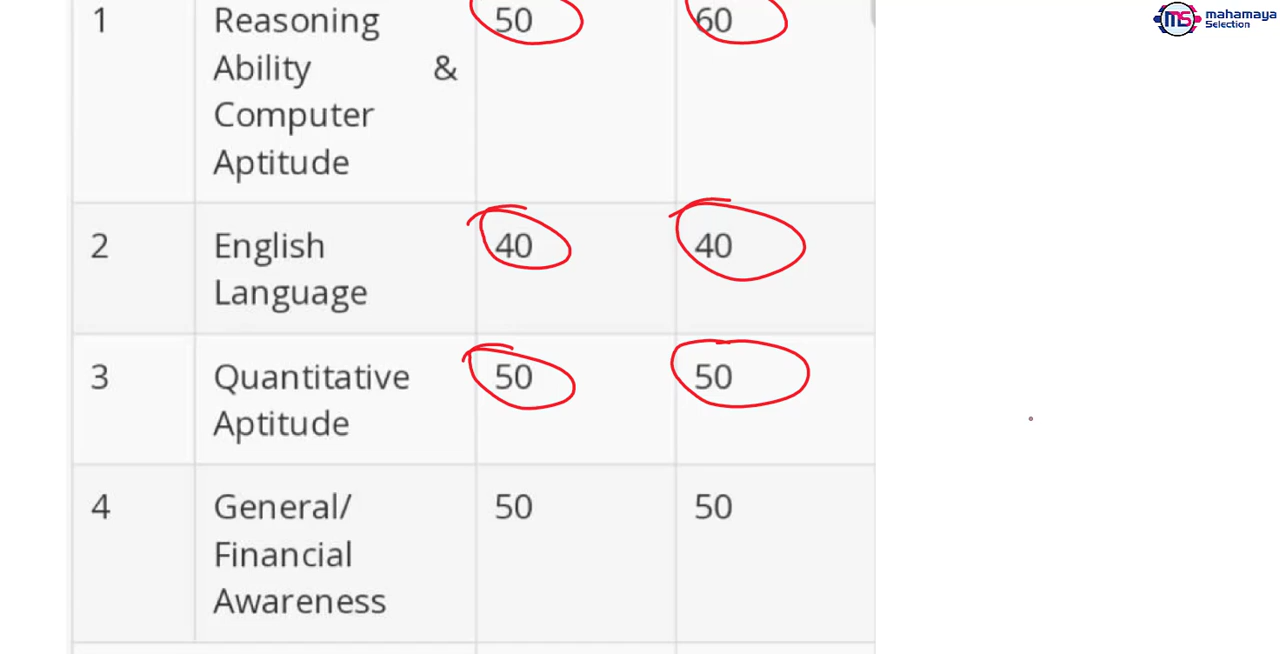 1 Reasoning 50 60
Ability &
Computer
Aptitude
2 English 40 40
Language
3 Quantitative 50 50
Aptitude
4 General/ 50 50
Financial
Awareness
MS mahamaya
Selection